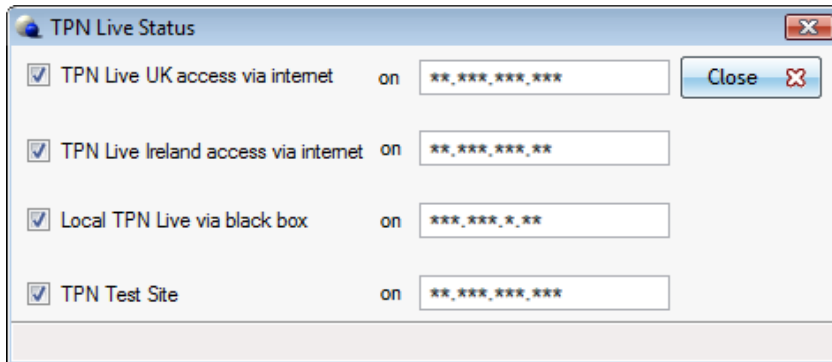 TPN Live Status
TPN Live UK access via internet on **.***.***.*** Close
TPN Live Ireland access via internet on **.***.***.**
Local TPN Live via black box on ***.***.*.**
TPN Test Site on **.***.***.***